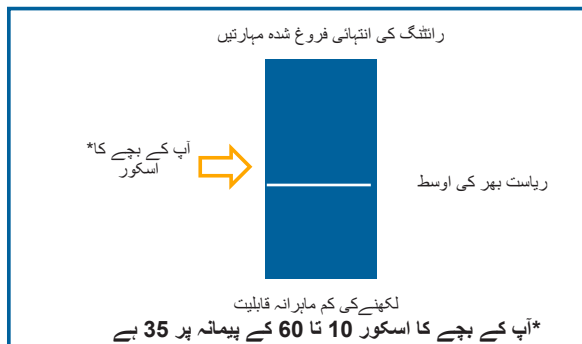 رائٹنگ کی انتہائی فروغ شدہ مہارتیں
آپ کے بچے کا*
اسکور
ریاست بھر کی اوسط
لکھنےکی کم ماہرانہ قابلیت
*آپ کے بچے کا اسکور 10 تا 60 کے پیمانہ پر 35 ہے